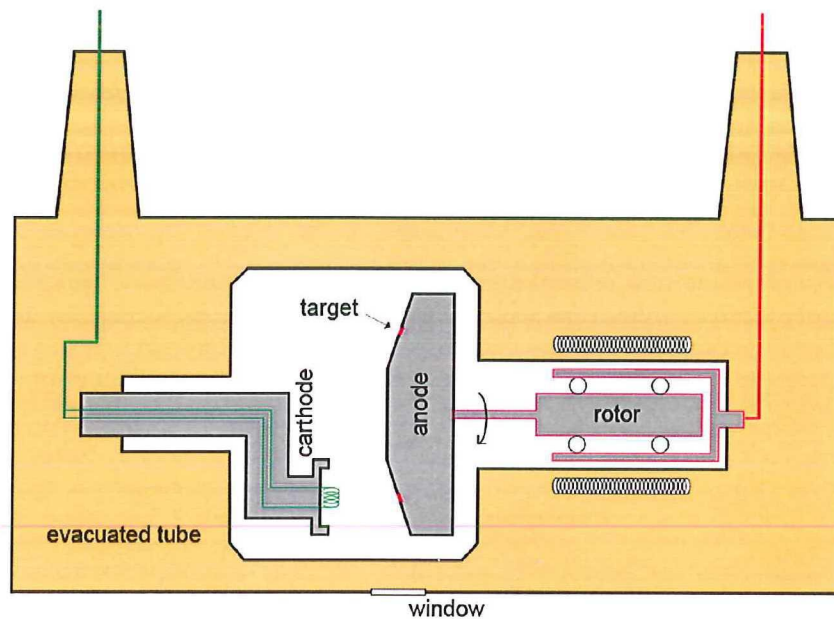 target
carthode
anode
rotor
evacuated tube
window